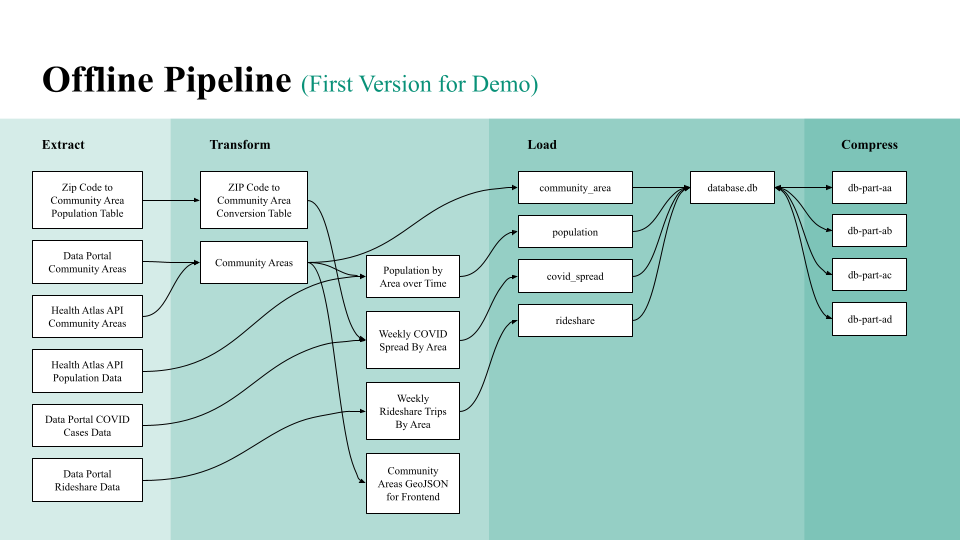 Offline Pipeline (First Version for Demo)
Extract
Transform
Load
Compress
Zip Code to
Community Area
Population Table
Data Portal
Community Areas
Health Atlas API
Community Areas
Health Atlas API
Population Data
Data Portal COVID
Cases Data
Data Portal
Rideshare Data
ZIP Code to
Community Area
Conversion Table
Community Areas
Population by
Area over Time
Weekly COVID
Spread By Area
Weekly
Rideshare Trips
By Area
Community
Areas GeoJSON
for Frontend
community_area
population
covid_spread
rideshare
database.db
db-part-aa
db-part-ab
db-part-ac
db-part-ad